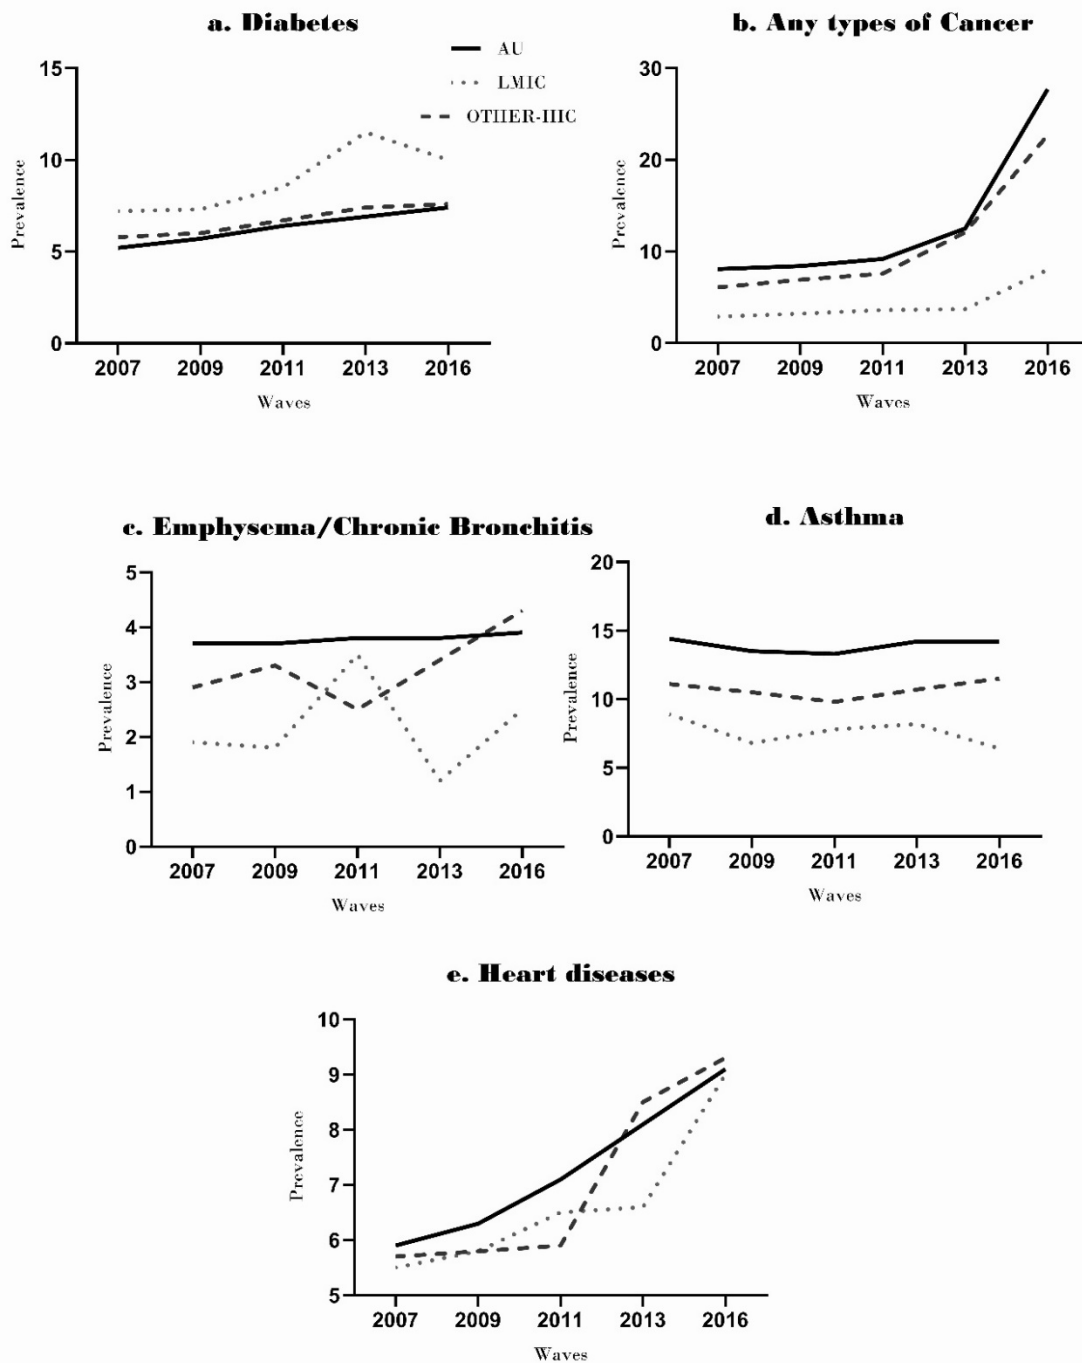 a. Diabetes
AU
LMIC
OTHER-HIC
15
10
5
0
Prevalence
2007 2009 2011 2013 2016
Waves
b. Any types of Cancer
30
20
10
0
Prevalence
2007 2009 2011 2013 2016
Waves
c. Emphysema/Chronic Bronchitis
5
4
3
2
1
0
Prevalence
2007 2009 2011 2013 2016
Waves
d. Asthma
20
15
10
5
0
Prevalence
2007 2009 2011 2013 2016
Waves
e. Heart diseases
10
9
8
7
6
5
Prevalence
2007 2009 2011 2013 2016
Waves